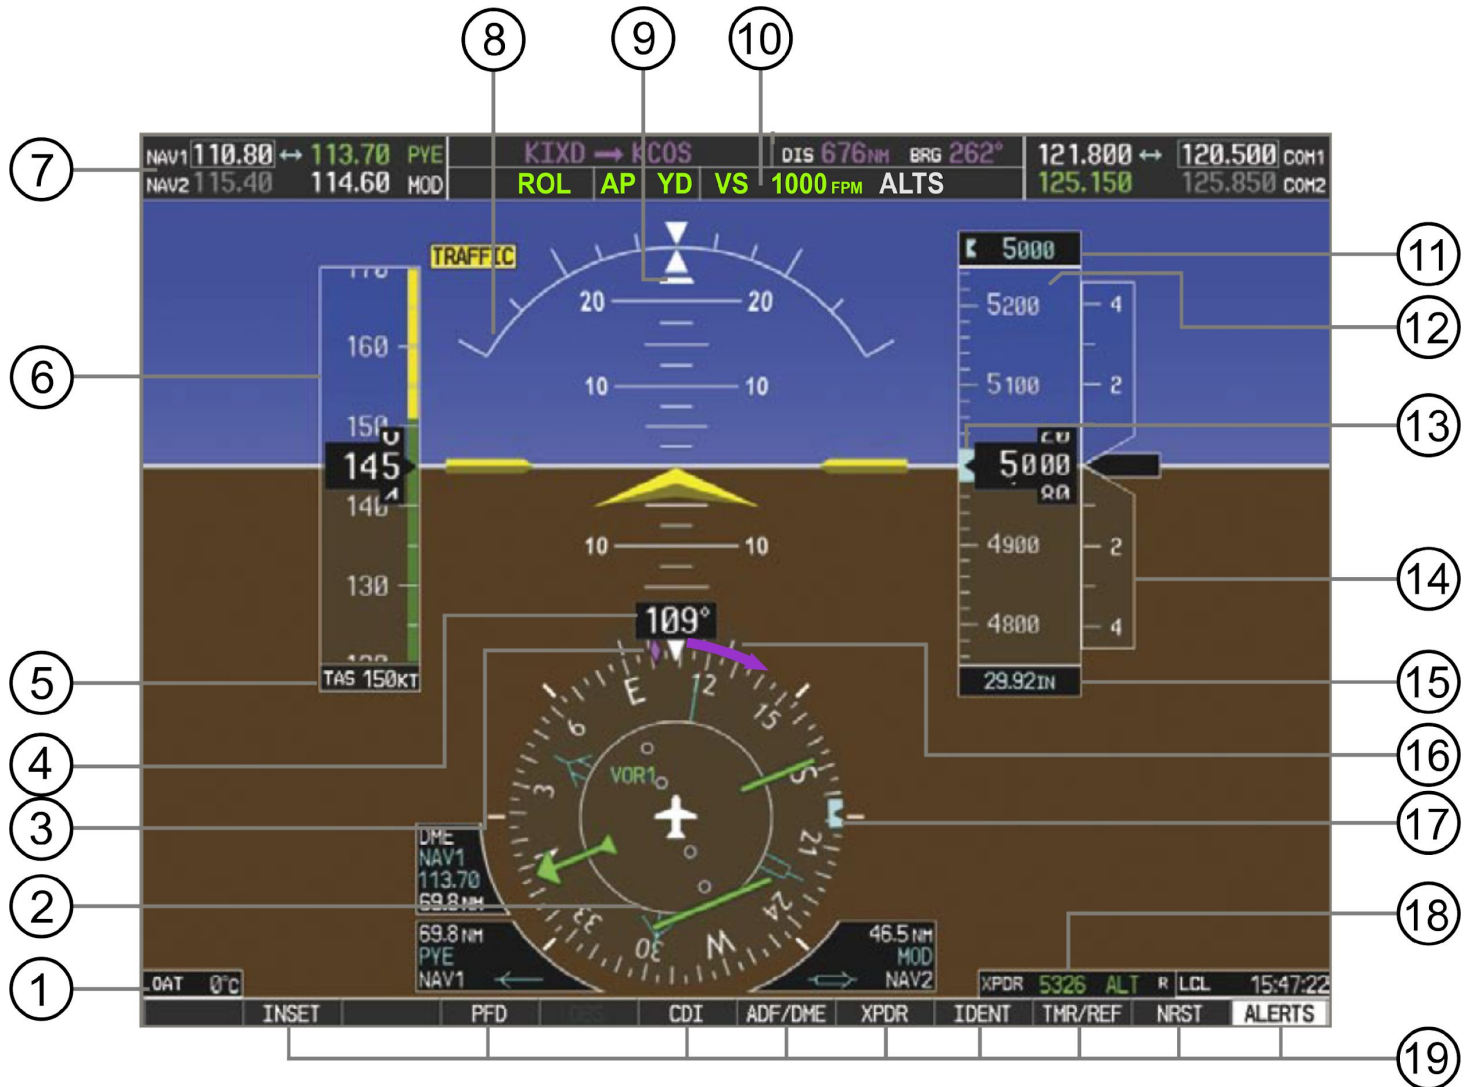 8 9 10
7
NAV1 110.80 ↔ 113.70 PYE
NAV2 115.40 114.60 MOD
KIXD → KCOS DIS 676NM BRG 262°
ROL AP YD VS 1000 FPM ALTS
121.800 ↔ 120.500 COM1
125.150 125.850 COM2
TRAFFIC
5000
11
20 20
5200
4
12
6
160
10 10
5100
2
150
13
145
5000
20
80
140
10 10
4900
2
14
130
4800
4
109°
5
TAS 150KT
29.92IN
15
E 12 15 S 21 24 W 30 33 3 6
VOR1
4
16
3
17
DME
NAV1
113.70
69.8NM
2
69.8NM
PYE
NAV1
46.5NM
MOD
NAV2
18
1
OAT 0°C
XPDR 5326 ALT R LCL 15:47:22
INSET PFD OBS CDI ADF/DME XPDR IDENT TMR/REF NRST ALERTS
19